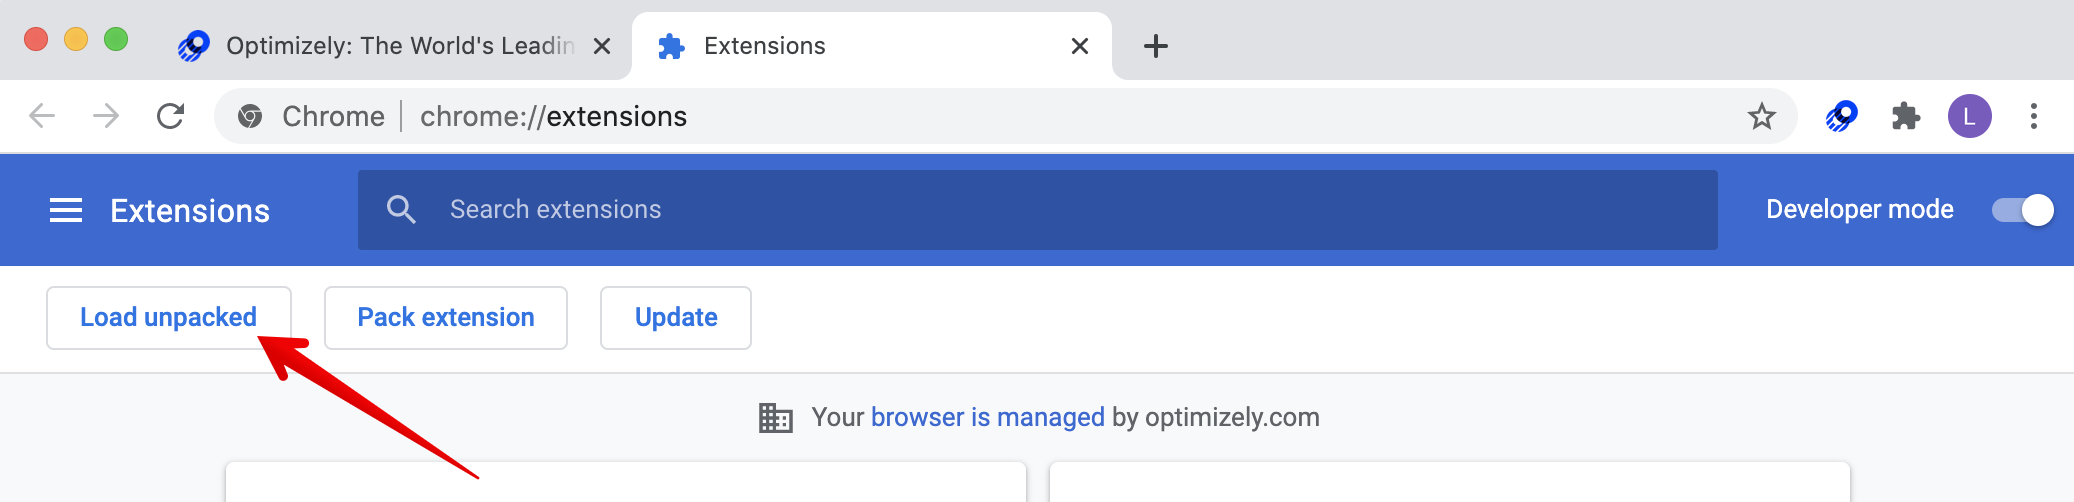 Optimizely: The World's Leadin
Extensions
Chrome
chrome://extensions
L
Extensions
Search extensions
Developer mode
Load unpacked
Pack extension
Update
Your browser is managed by optimizely.com